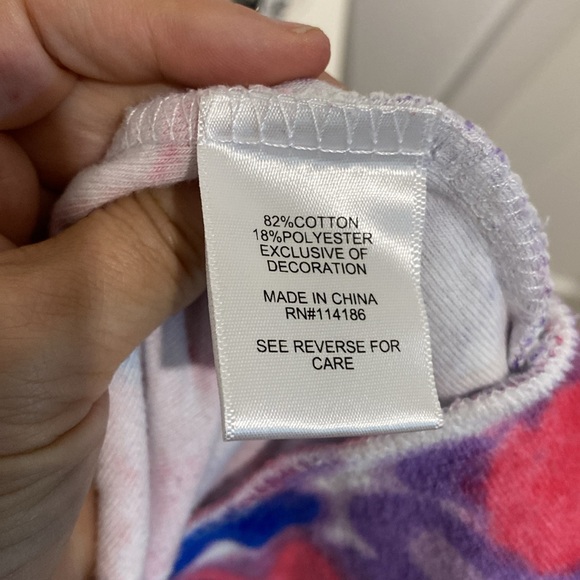 82%COTTON
18%POLYESTER
EXCLUSIVE OF
DECORATION
MADE IN CHINA
RN#114186
SEE REVERSE FOR
CARE